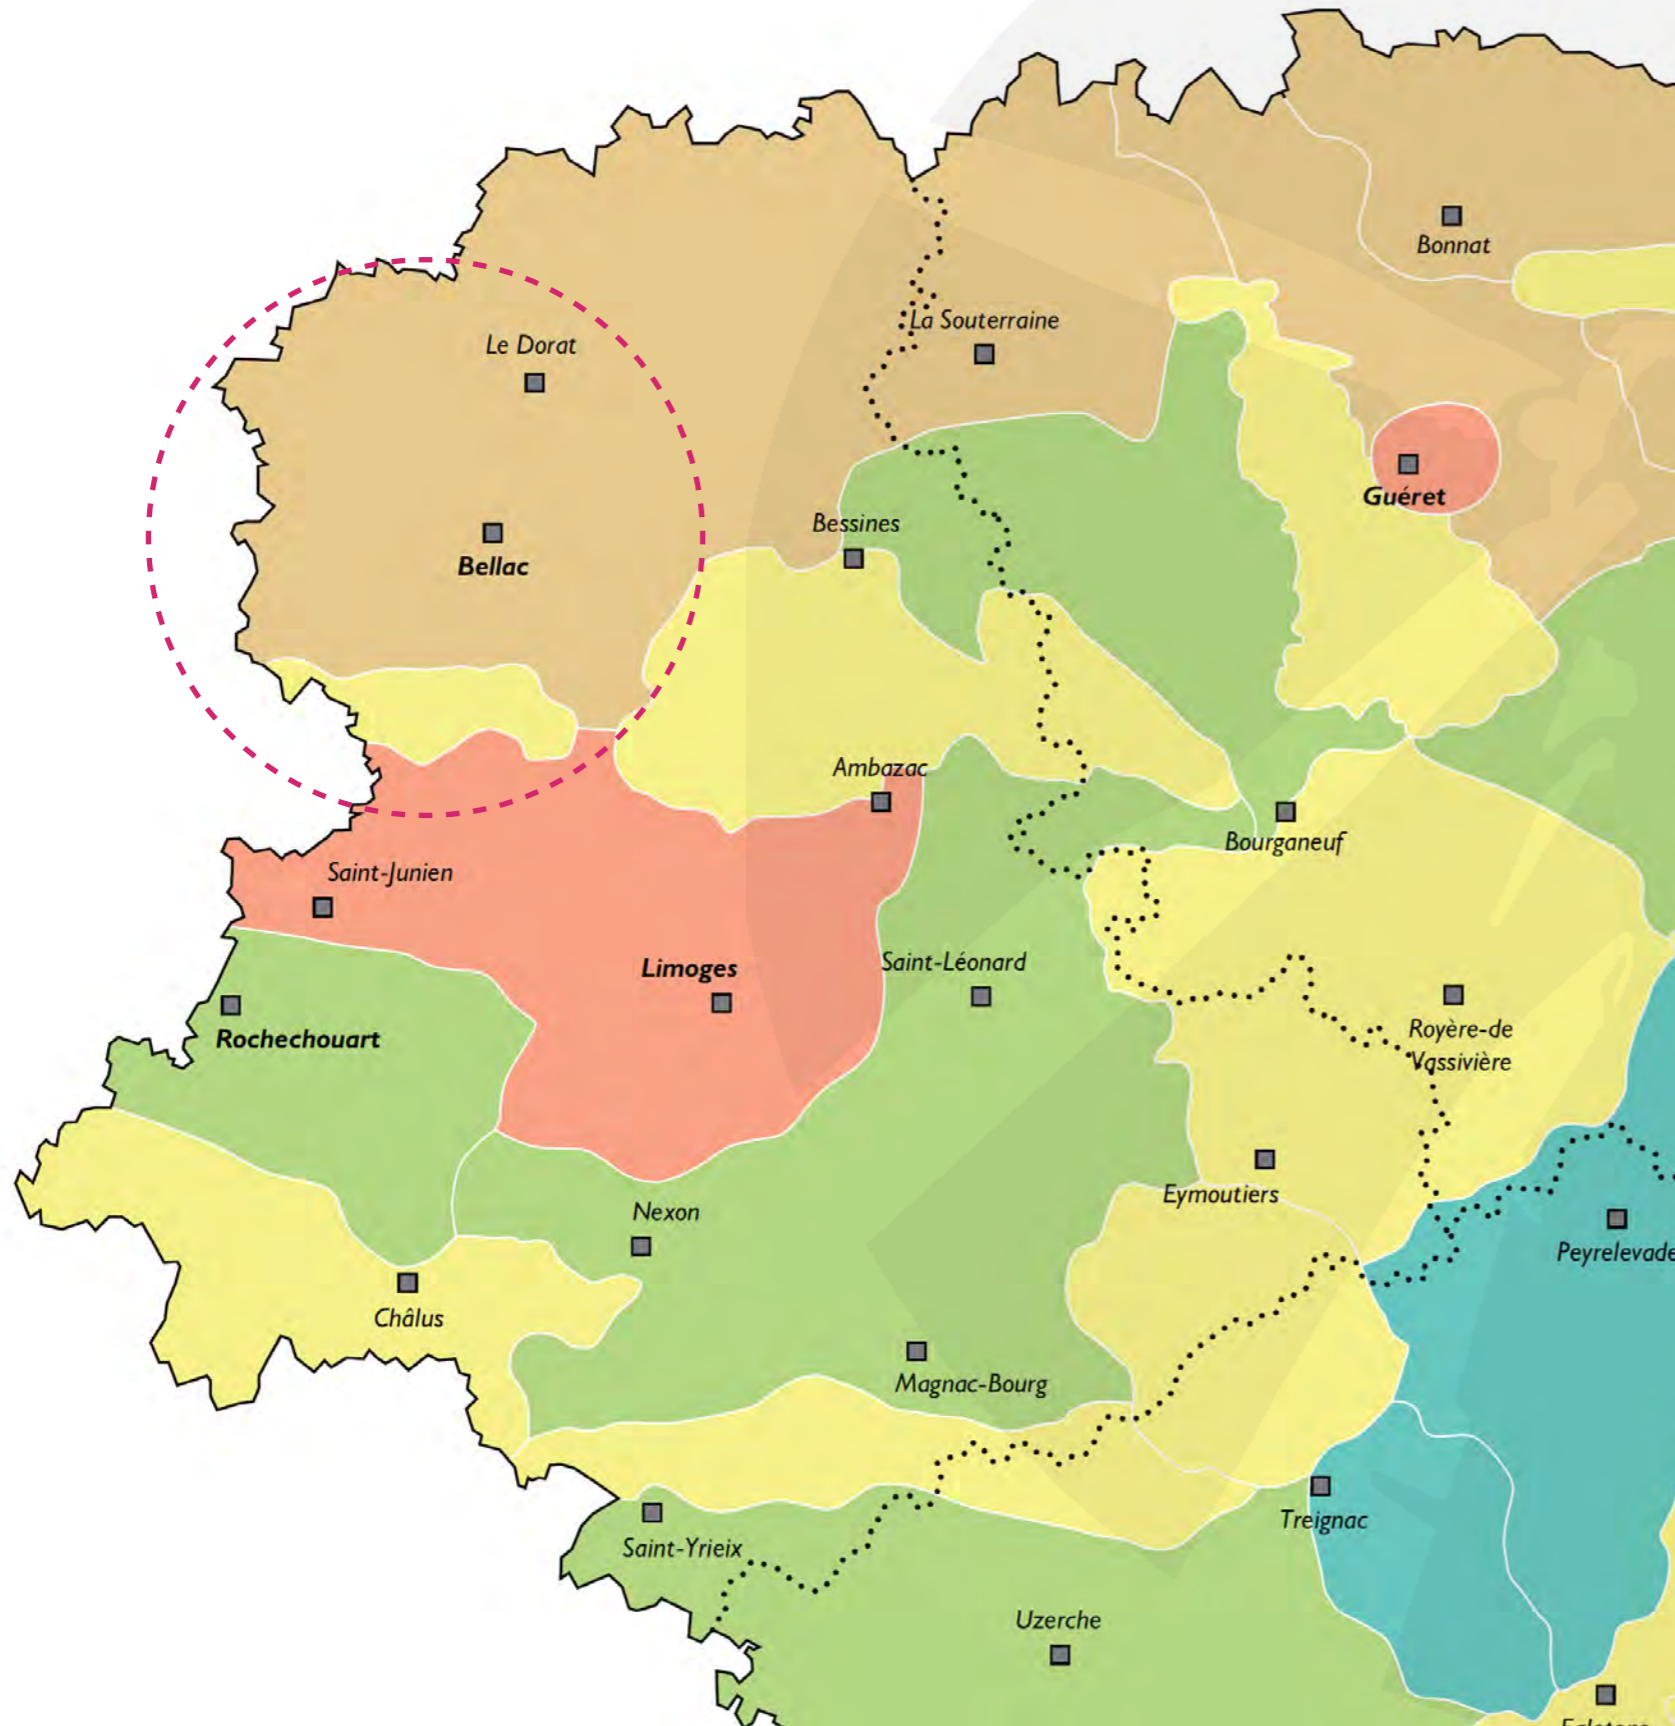 Bonnat
La Souterraine
Le Dorat
Guéret
Bessines
Bellac
Ambazac
Bourganeuf
Saint-Junien
Saint-Léonard
Limoges
Royère-de
Vassivière
Rochechouart
Eymoutiers
Nexon
Peyrelevade
Châlus
Magnac-Bourg
Treignac
Saint-Yrieix
Uzerche